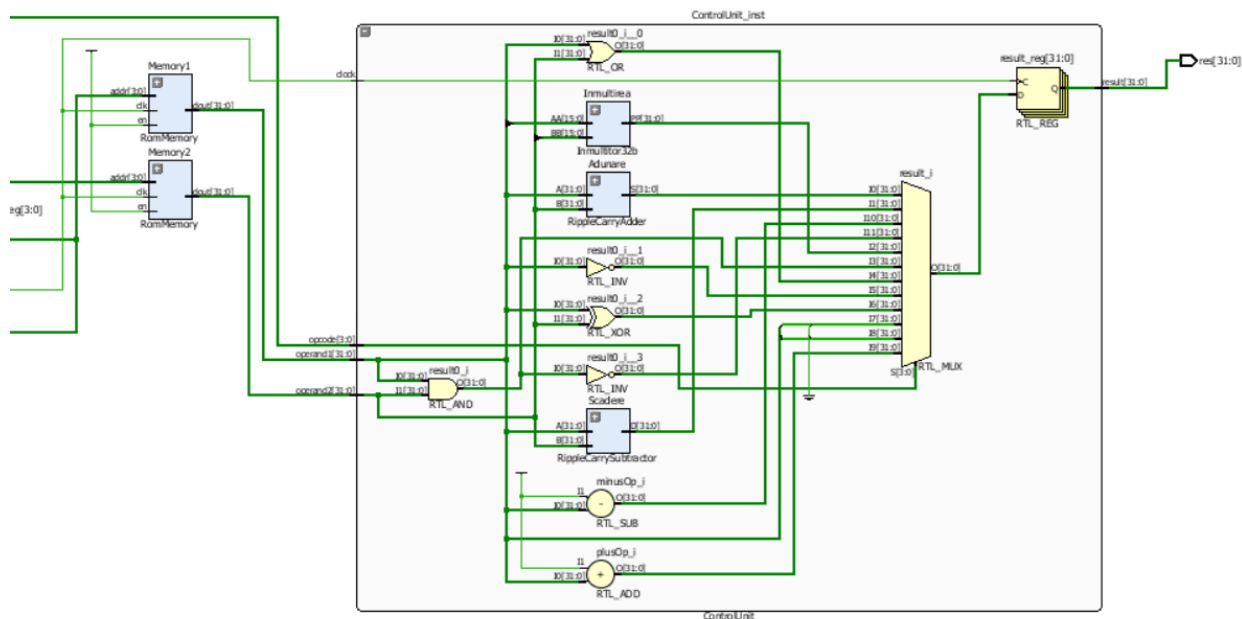 ControlUnit_inst
result0_i__0
I0[31:0]
O[31:0]
I1[31:0]
RTL_OR
result_reg[31:0]
res[31:0]
Memory1
clock
C
Q
result[31:0]
D
addr[3:0]
dout[31:0]
clk
en
RomMemory
RTL_REG
Inmultirea
AA[15:0]
PP[31:0]
BB[15:0]
Inmultitor32b
Memory2
addr[3:0]
dout[31:0]
clk
en
RomMemory
eg[3:0]
Adunare
A[31:0]
S[31:0]
B[31:0]
RippleCarryAdder
result_i
I0[31:0]
I1[31:0]
I10[31:0]
I11[31:0]
I2[31:0]
I3[31:0]
I4[31:0]
I5[31:0]
I6[31:0]
I7[31:0]
I8[31:0]
I9[31:0]
O[31:0]
S[3:0]
RTL_MUX
result0_i__1
I0[31:0]
O[31:0]
RTL_INV
result0_i__2
I0[31:0]
O[31:0]
I1[31:0]
RTL_XOR
opcode[3:0]
operand1[31:0]
operand2[31:0]
result0_i
I0[31:0]
O[31:0]
I1[31:0]
RTL_AND
result0_i__3
I0[31:0]
O[31:0]
RTL_INV
Scadere
A[31:0]
D[31:0]
B[31:0]
RippleCarrySubtractor
minusOp_i
I1
O[31:0]
I0[31:0]
-
RTL_SUB
plusOp_i
I1
O[31:0]
I0[31:0]
+
RTL_ADD
ControlUnit